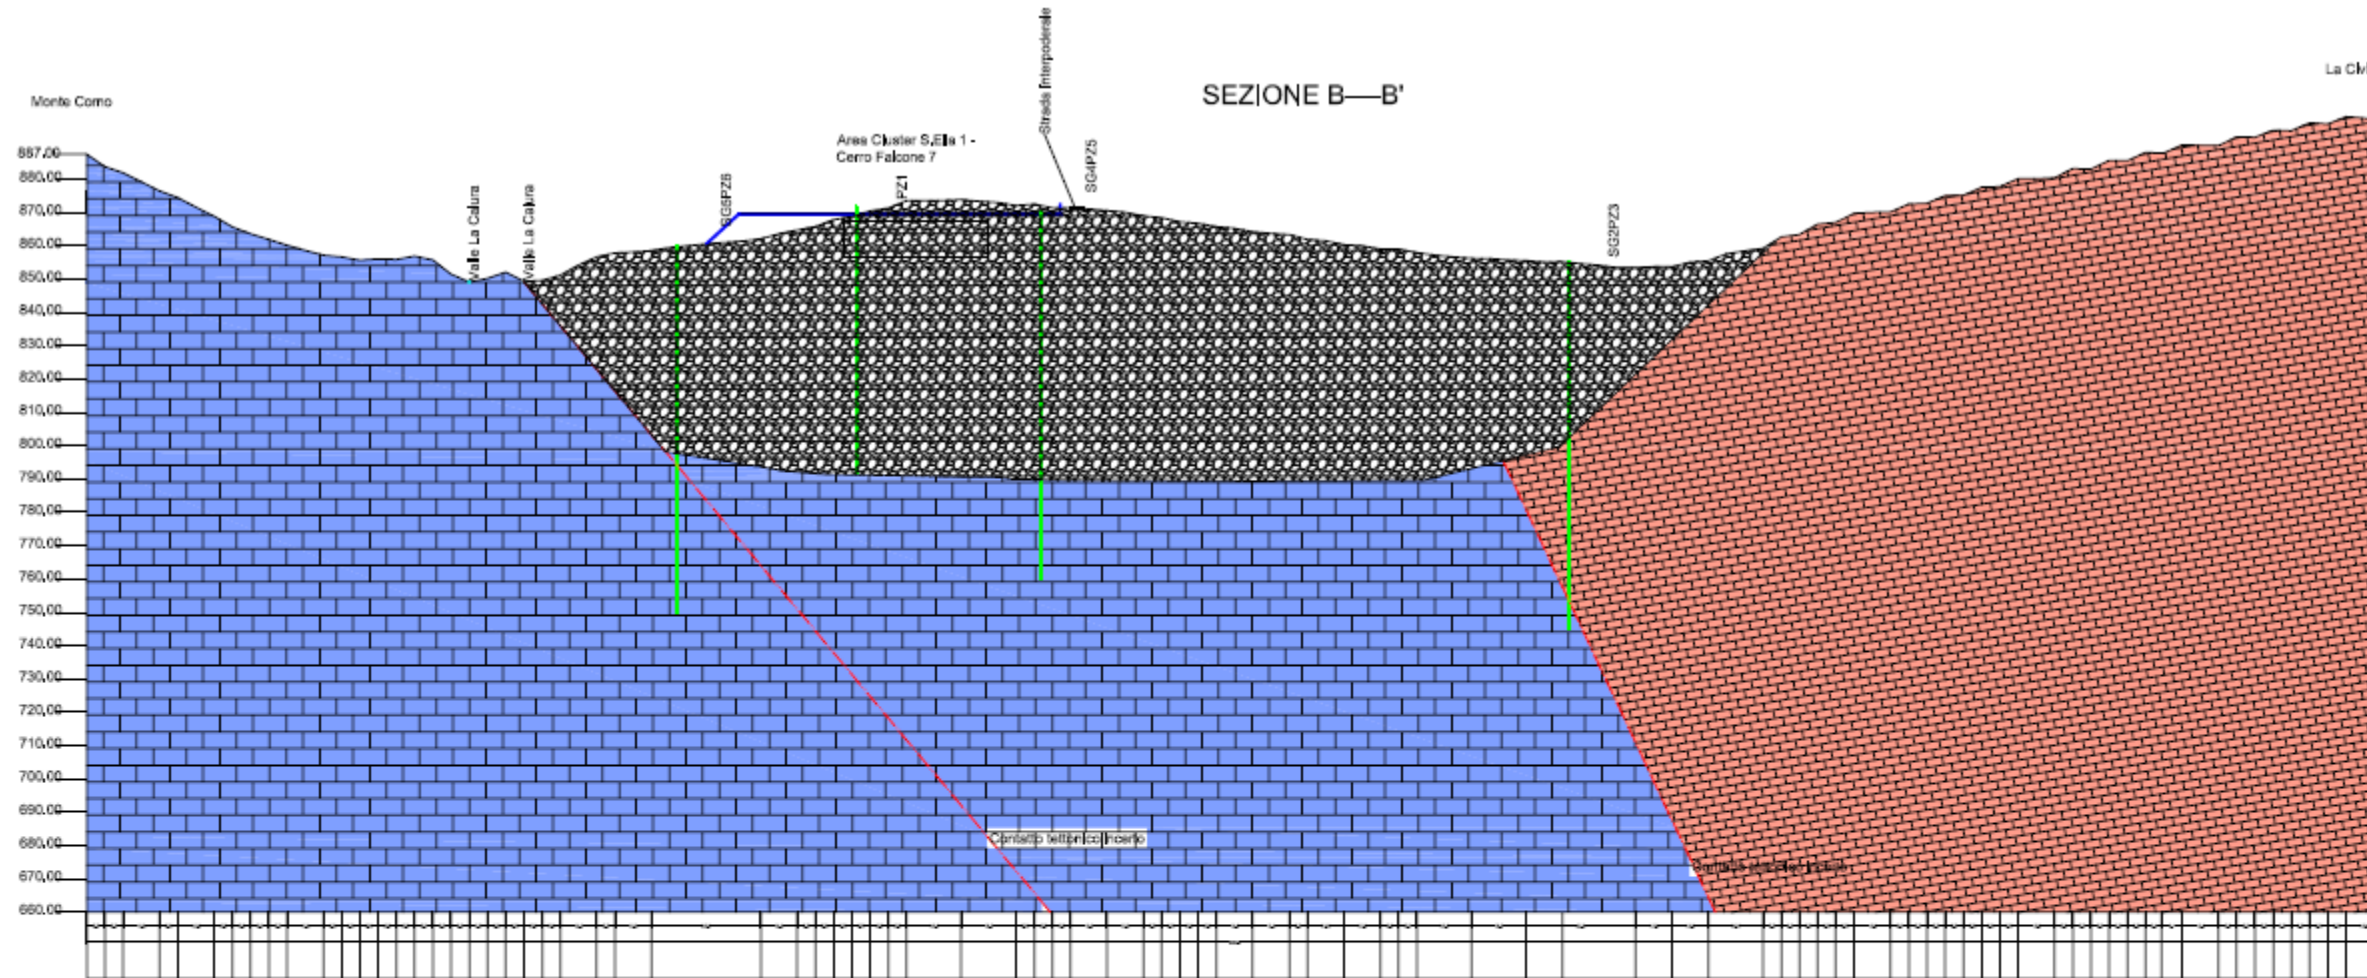 SEZIONE B—B'
Monte Corno
La Civi
Strada Interpoderale
Area Cluster S.Elia 1 -
Cerro Falcone 7
Valle La Calura
Valle La Calura
SG5PZ6
PZ1
SG4PZ5
SG2PZ3
887,00
880,00
870,00
860,00
850,00
840,00
830,00
820,00
810,00
800,00
790,00
780,00
770,00
760,00
750,00
740,00
730,00
720,00
710,00
700,00
690,00
680,00
670,00
660,00
Contatto tettonico incerto